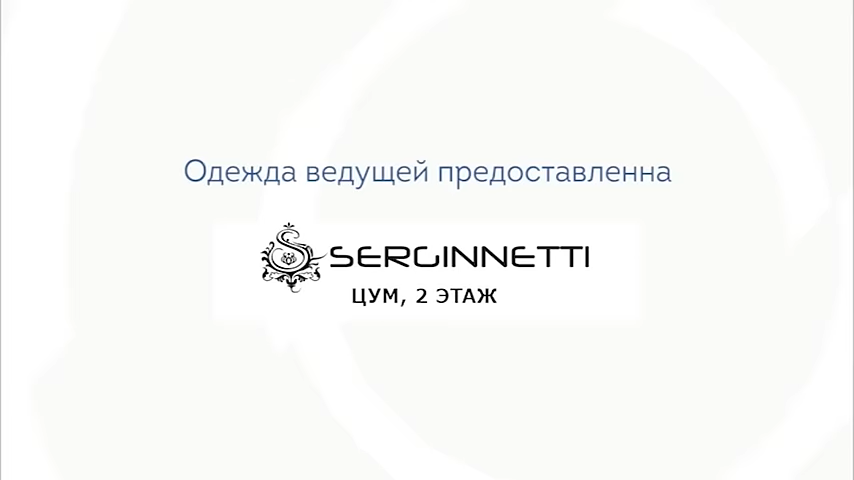 Одежда ведущей предоставленна
SERGINNETTI
ЦУМ, 2 ЭТАЖ